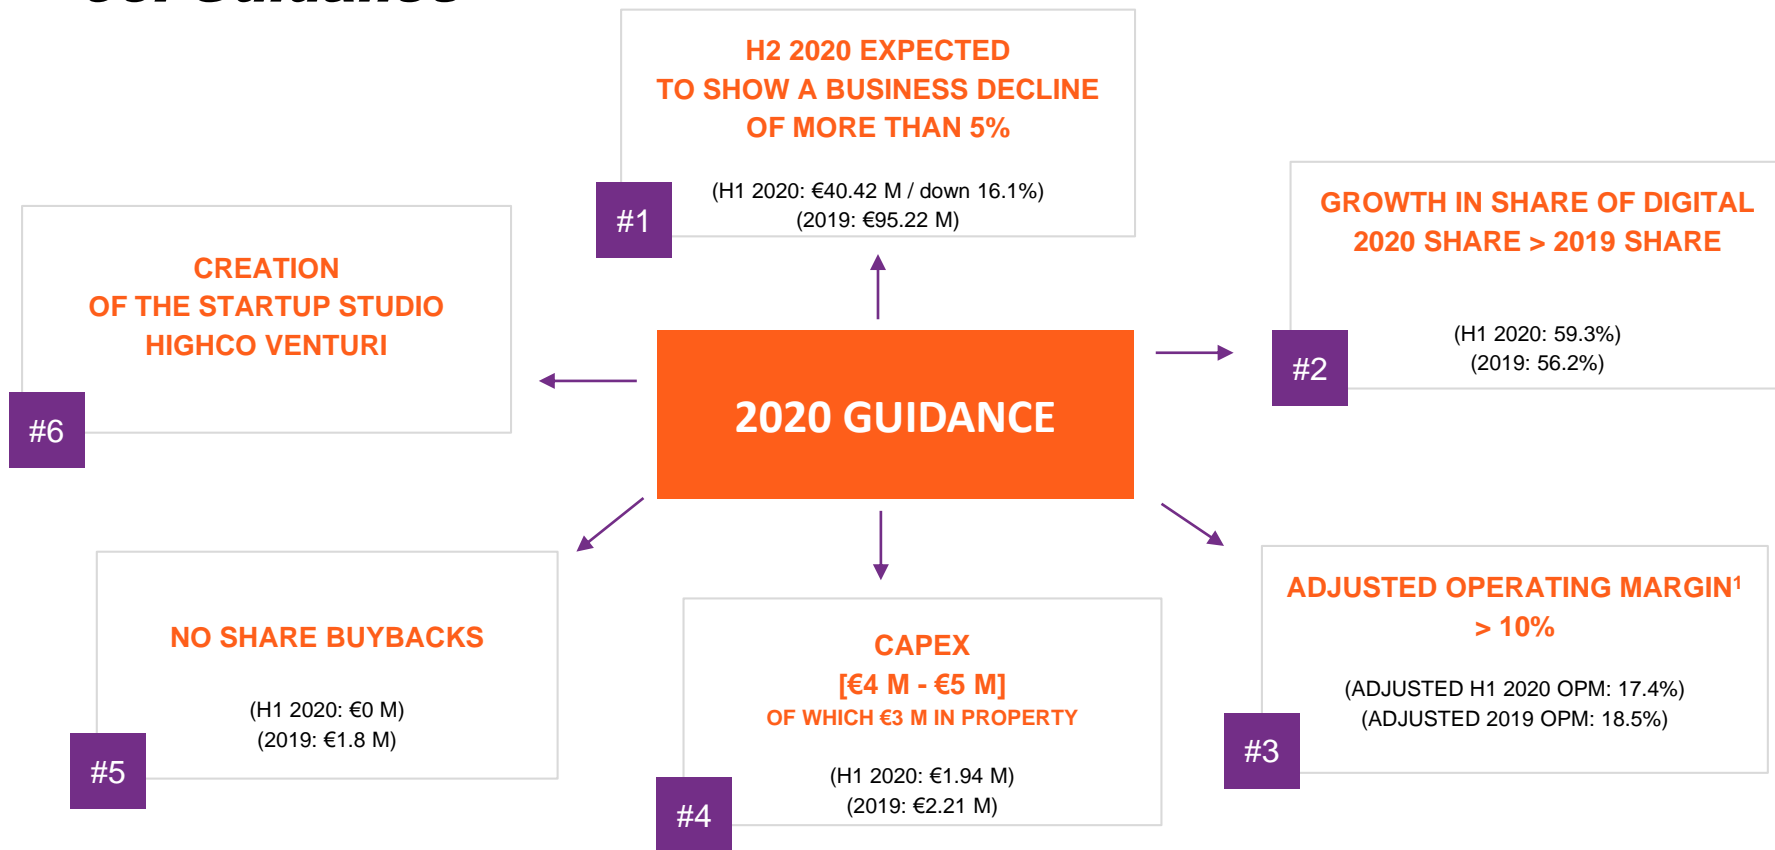 Guidance
H2 2020 EXPECTED
TO SHOW A BUSINESS DECLINE
OF MORE THAN 5%
(H1 2020: €40.42 M / down 16.1%)
(2019: €95.22 M)
#1
GROWTH IN SHARE OF DIGITAL
2020 SHARE > 2019 SHARE
(H1 2020: 59.3%)
(2019: 56.2%)
#2
CREATION
OF THE STARTUP STUDIO
HIGHCO VENTURI
#6
2020 GUIDANCE
ADJUSTED OPERATING MARGIN¹
> 10%
(ADJUSTED H1 2020 OPM: 17.4%)
(ADJUSTED 2019 OPM: 18.5%)
#3
NO SHARE BUYBACKS
(H1 2020: €0 M)
(2019: €1.8 M)
#5
CAPEX
[€4 M - €5 M]
OF WHICH €3 M IN PROPERTY
(H1 2020: €1.94 M)
(2019: €2.21 M)
#4